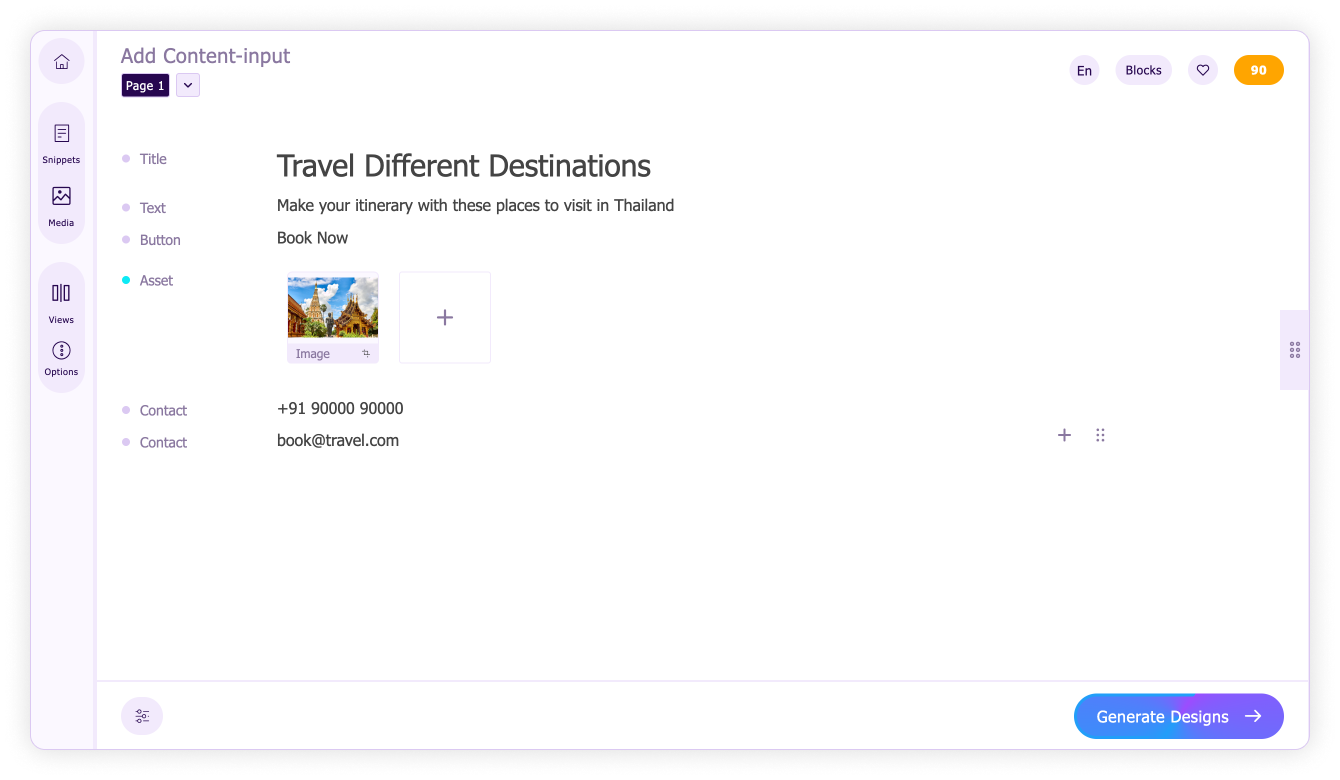 Add Content-input
Page 1
En
Blocks
90
Snippets
Media
Views
Options
Title
Travel Different Destinations
Text
Make your itinerary with these places to visit in Thailand
Button
Book Now
Asset
Image
Contact
+91 90000 90000
Contact
book@travel.com
Generate Designs